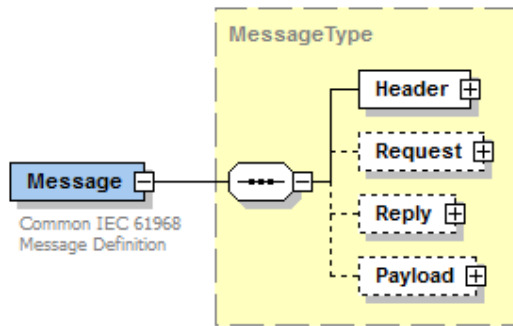 MessageType
Header
Request
Message
Reply
Common IEC 61968
Message Definition
Payload